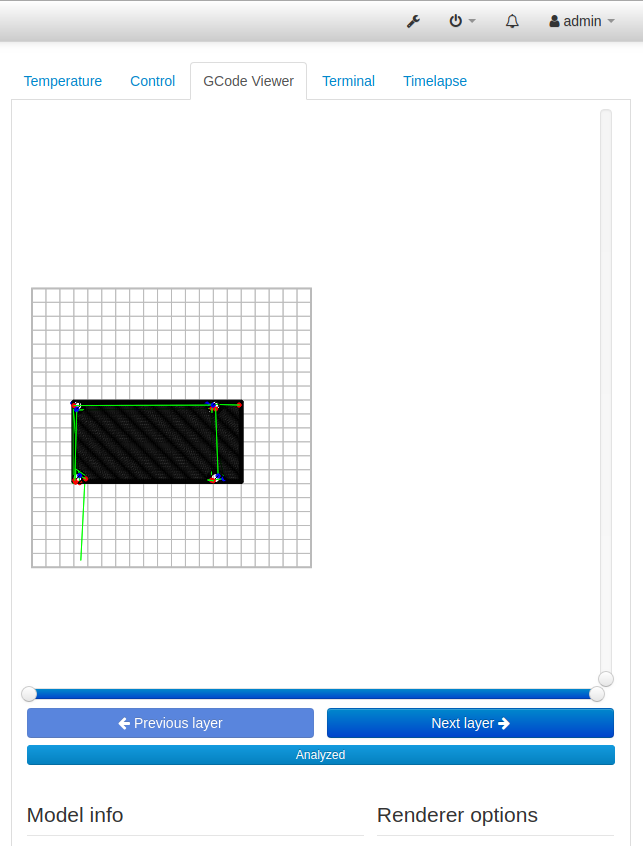 admin
Temperature Control GCode Viewer Terminal Timelapse
Previous layer Next layer
Analyzed
Model info Renderer options